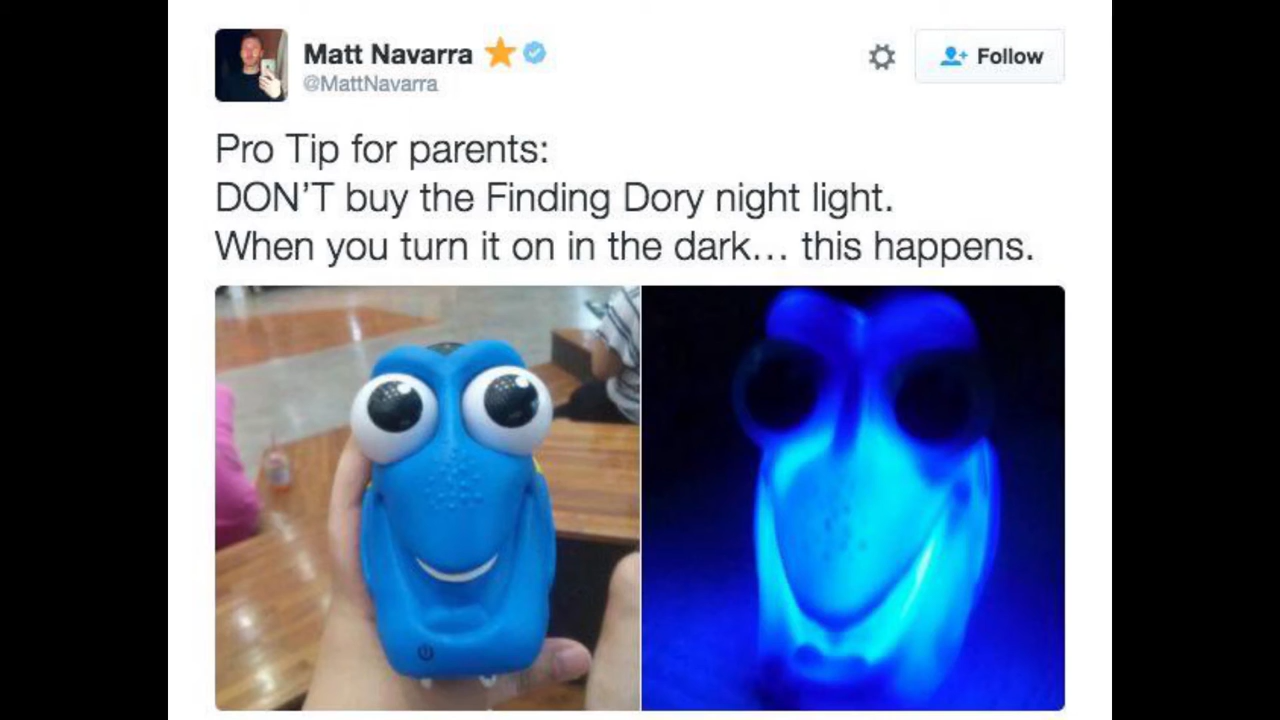 Matt Navarra
@MattNavarra
Follow
Pro Tip for parents:
DON'T buy the Finding Dory night light.
When you turn it on in the dark... this happens.